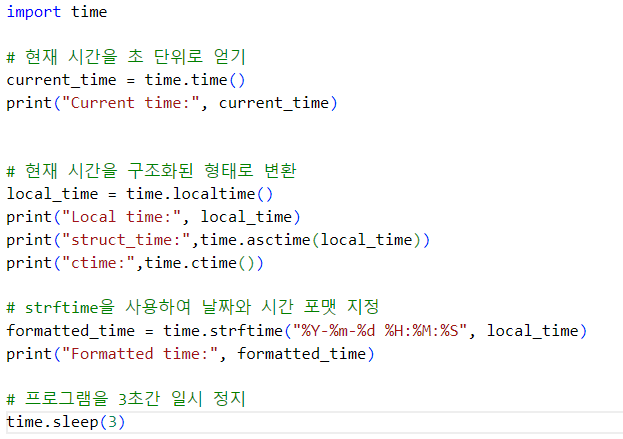 import time
# 현재 시간을 초 단위로 얻기
current_time = time.time()
print("Current time:", current_time)
# 현재 시간을 구조화된 형태로 변환
local_time = time.localtime()
print("Local time:", local_time)
print("struct_time:",time.asctime(local_time))
print("ctime:",time.ctime())
# strftime을 사용하여 날짜와 시간 포맷 지정
formatted_time = time.strftime("%Y-%m-%d %H:%M:%S", local_time)
print("Formatted time:", formatted_time)
# 프로그램을 3초간 일시 정지
time.sleep(3)